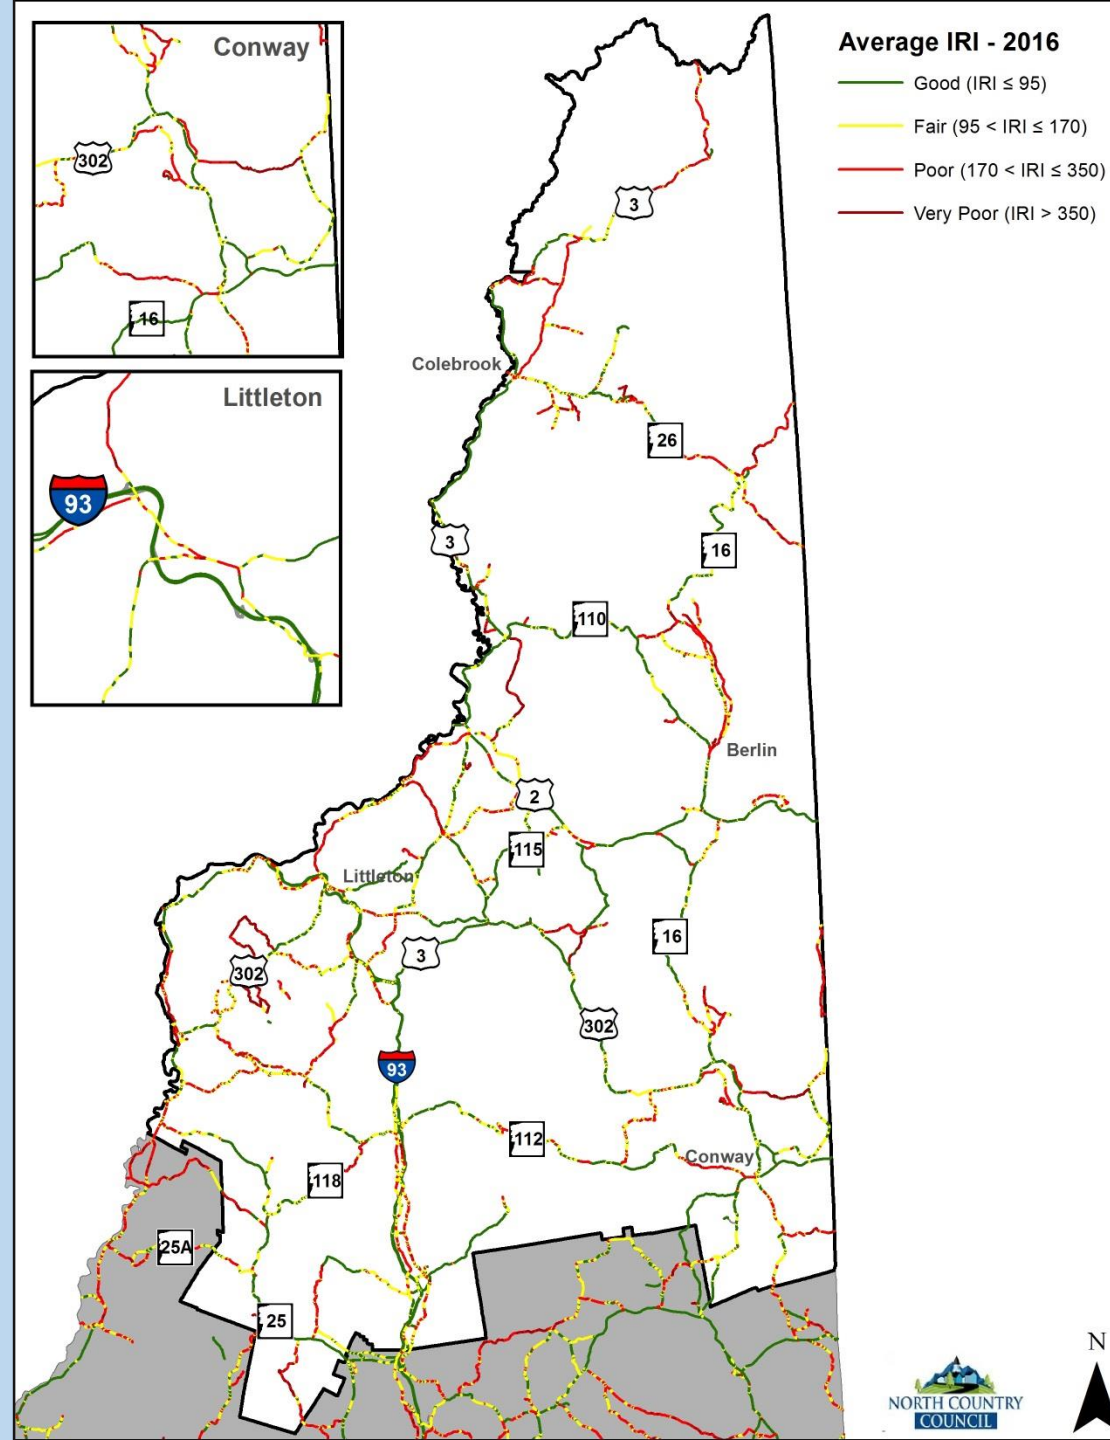 Conway
302
16
Littleton
93
Average IRI - 2016
Good (IRI ≤ 95)
Fair (95 < IRI ≤ 170)
Poor (170 < IRI ≤ 350)
Very Poor (IRI > 350)
3
Colebrook
26
3
16
110
Berlin
2
115
Littleton
16
3
302
302
93
112
Conway
118
25A
25
N
NORTH COUNTRY
COUNCIL